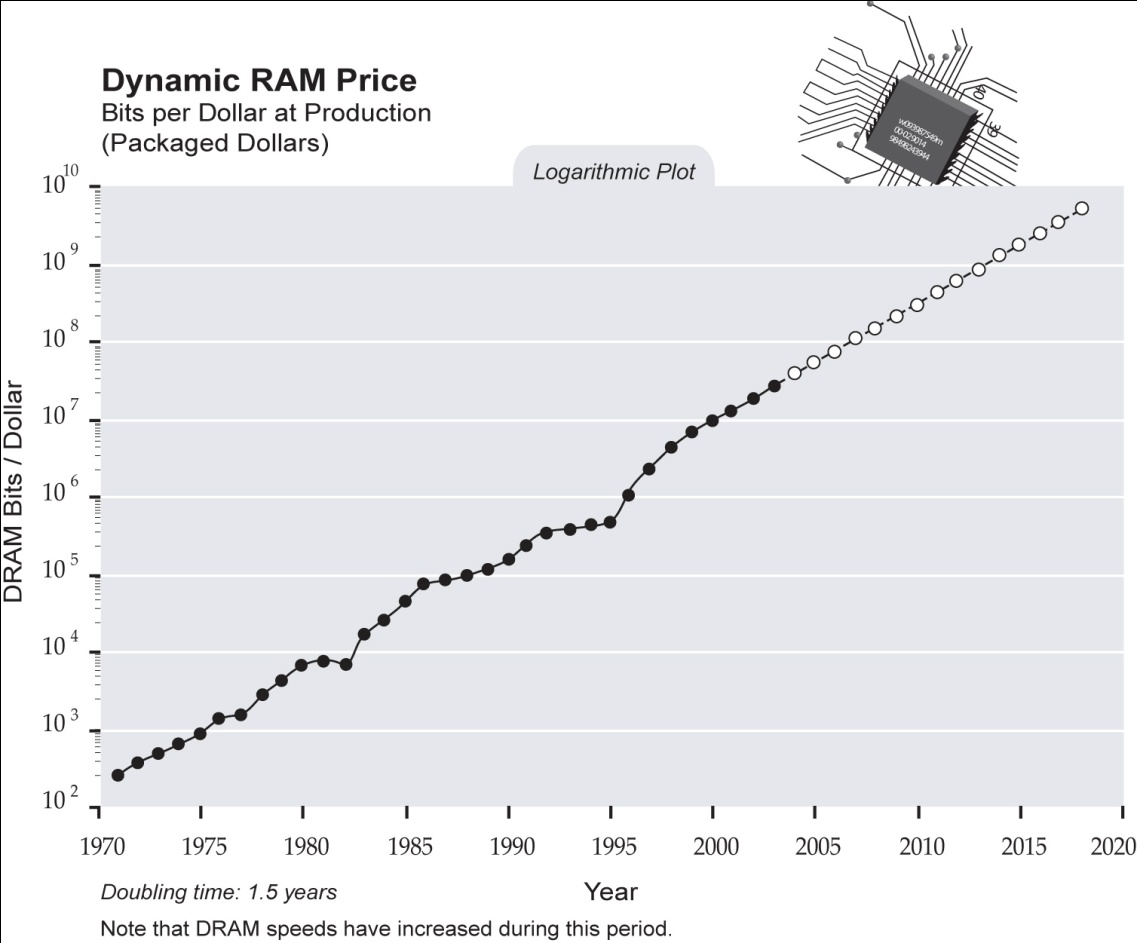 Dynamic RAM Price
Bits per Dollar at Production
(Packaged Dollars)
Logarithmic Plot
40
39
DRAM Bits / Dollar
10^10
10^9
10^8
10^7
10^6
10^5
10^4
10^3
10^2
1970 1975 1980 1985 1990 1995 2000 2005 2010 2015 2020
Year
Doubling time: 1.5 years
Note that DRAM speeds have increased during this period.